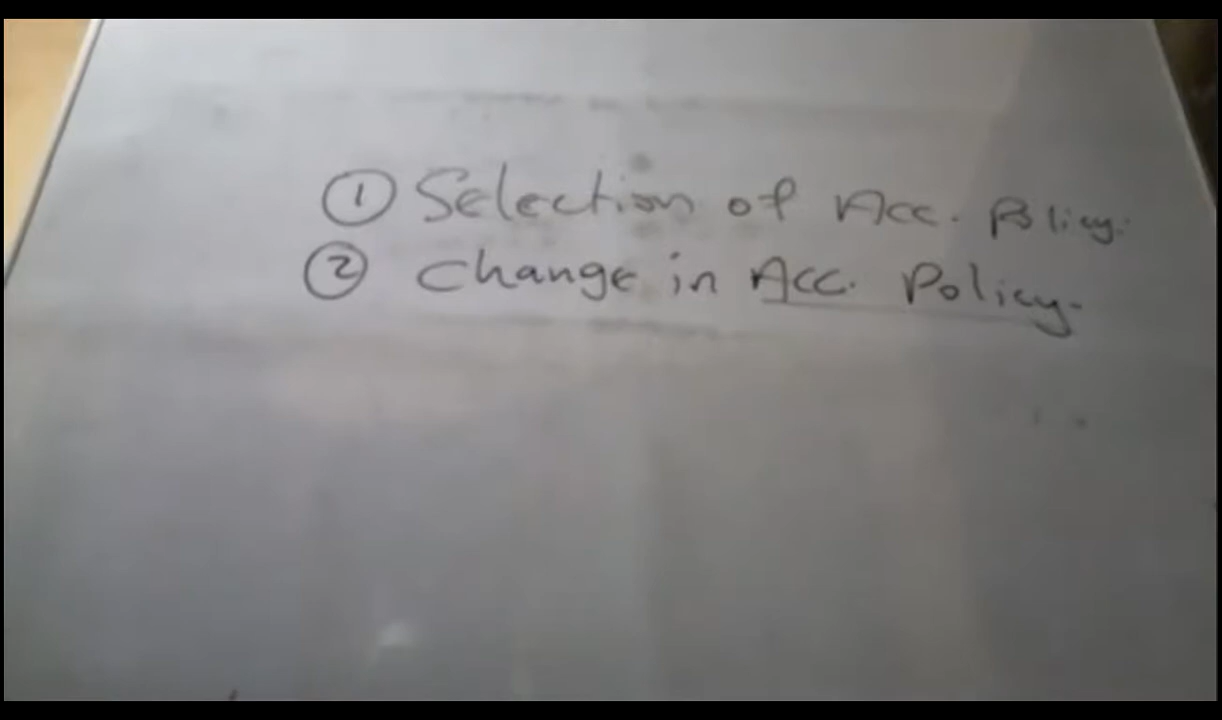 ① Selection of Acc. Policy.
② Change in Acc. Policy.